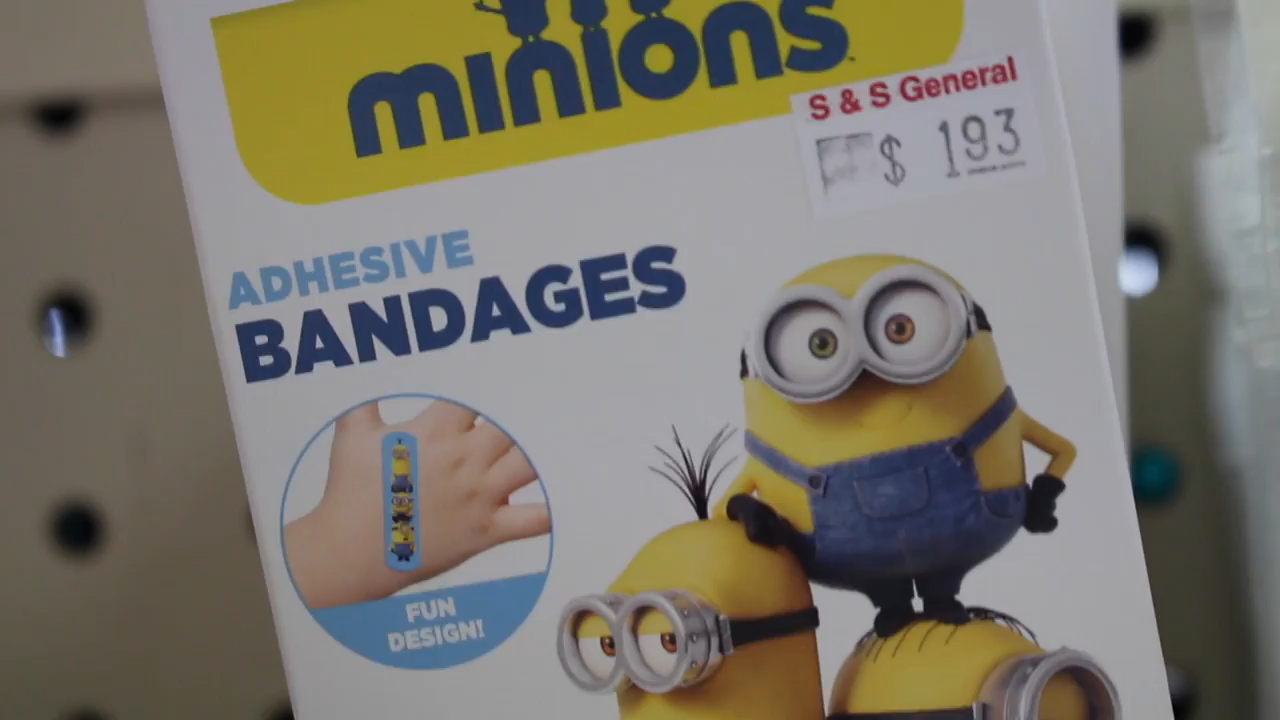 minions
S & S General
$ 193
ADHESIVE
BANDAGES
FUN
DESIGN!